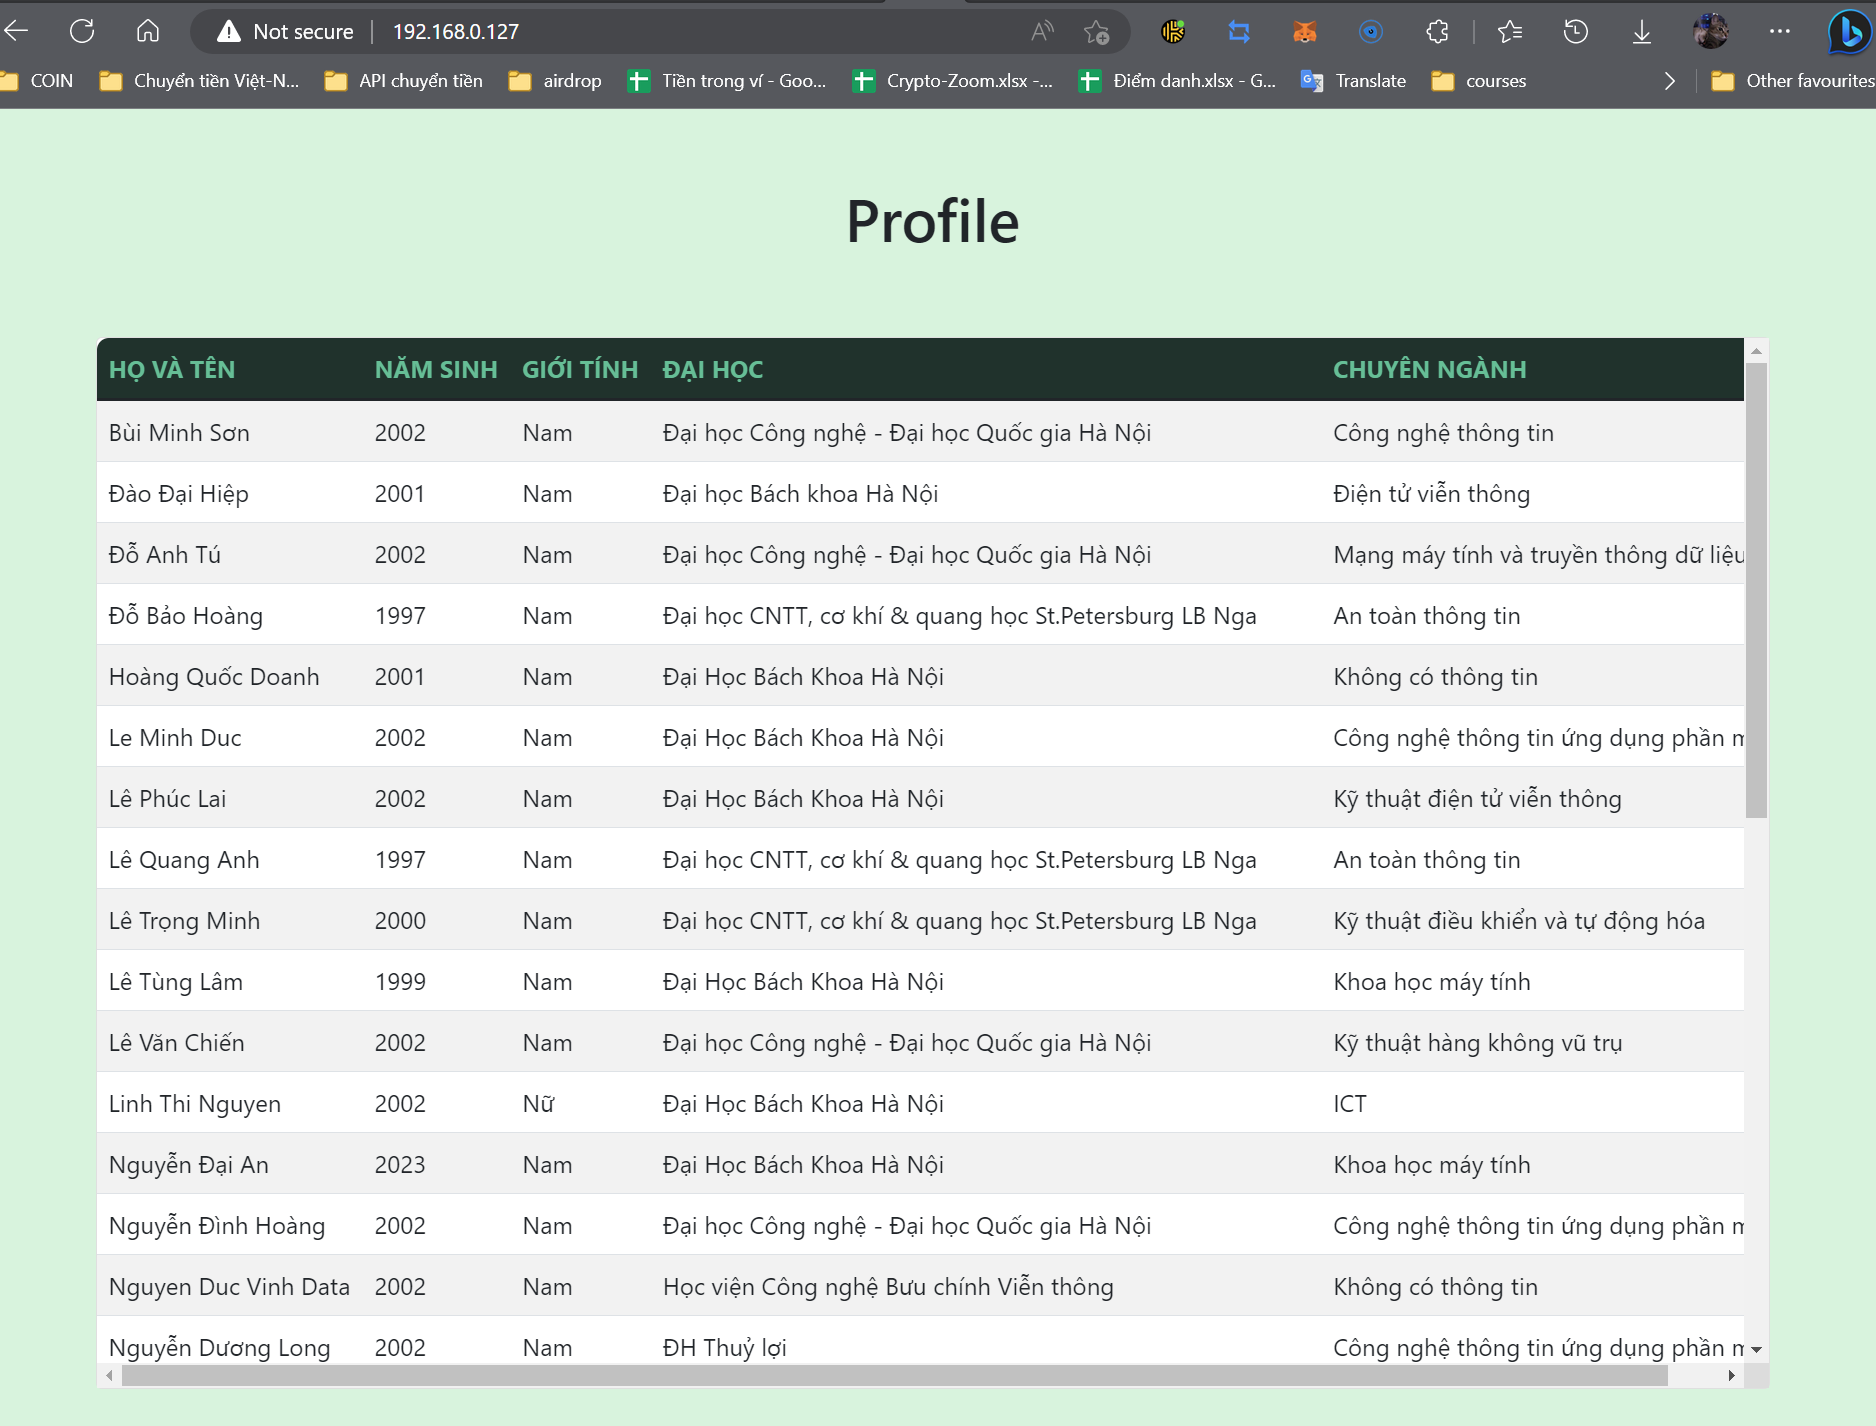 Not secure 192.168.0.127
COIN Chuyển tiền Việt-N... API chuyển tiền airdrop Tiền trong ví - Goo... Crypto-Zoom.xlsx -... Điểm danh.xlsx - G... Translate courses Other favourites
Profile
HỌ VÀ TÊN NĂM SINH GIỚI TÍNH ĐẠI HỌC CHUYÊN NGÀNH
Bùi Minh Sơn 2002 Nam Đại học Công nghệ - Đại học Quốc gia Hà Nội Công nghệ thông tin
Đào Đại Hiệp 2001 Nam Đại học Bách khoa Hà Nội Điện tử viễn thông
Đỗ Anh Tú 2002 Nam Đại học Công nghệ - Đại học Quốc gia Hà Nội Mạng máy tính và truyền thông dữ liệu
Đỗ Bảo Hoàng 1997 Nam Đại học CNTT, cơ khí & quang học St.Petersburg LB Nga An toàn thông tin
Hoàng Quốc Doanh 2001 Nam Đại Học Bách Khoa Hà Nội Không có thông tin
Le Minh Duc 2002 Nam Đại Học Bách Khoa Hà Nội Công nghệ thông tin ứng dụng phần
Lê Phúc Lai 2002 Nam Đại Học Bách Khoa Hà Nội Kỹ thuật điện tử viễn thông
Lê Quang Anh 1997 Nam Đại học CNTT, cơ khí & quang học St.Petersburg LB Nga An toàn thông tin
Lê Trọng Minh 2000 Nam Đại học CNTT, cơ khí & quang học St.Petersburg LB Nga Kỹ thuật điều khiển và tự động hóa
Lê Tùng Lâm 1999 Nam Đại Học Bách Khoa Hà Nội Khoa học máy tính
Lê Văn Chiến 2002 Nam Đại học Công nghệ - Đại học Quốc gia Hà Nội Kỹ thuật hàng không vũ trụ
Linh Thi Nguyen 2002 Nữ Đại Học Bách Khoa Hà Nội ICT
Nguyễn Đại An 2023 Nam Đại Học Bách Khoa Hà Nội Khoa học máy tính
Nguyễn Đình Hoàng 2002 Nam Đại học Công nghệ - Đại học Quốc gia Hà Nội Công nghệ thông tin ứng dụng phần
Nguyen Duc Vinh Data 2002 Nam Học viện Công nghệ Bưu chính Viễn thông Không có thông tin
Nguyễn Dương Long 2002 Nam ĐH Thuỷ lợi Công nghệ thông tin ứng dụng phần